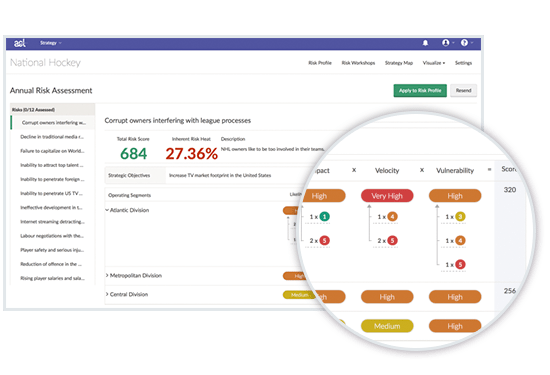 acl Strategy
National Hockey
Risk Profile Risk Workshops Strategy Map Visualize Settings
Annual Risk Assessment
Apply to Risk Profile Resend
Risks (0/12 Assessed)
Corrupt owners interfering w...
Decline in traditional media r...
Failure to capitalize on World...
Inability to attract top talent ...
Inability to penetrate foreign ...
Inability to penetrate US TV ...
Ineffective development in t...
Internet streaming detracting...
Labour negotiations with the...
Player safety and serious injur...
Reduction of offence in the ...
Rising player salaries and sala...
Corrupt owners interfering with league processes
Total Risk Score Inherent Risk Heat Description
684 27.36% NHL owners like to be too involved in their teams.
Strategic Objectives Increase TV market footprint in the United States
Operating Segments
Atlantic Division
Metropolitan Division High
Central Division Medium
pact x Velocity x Vulnerability = Scor
High Very High High 320
1 x 1 1 x 4 1 x 3
2 x 5 2 x 5 1 x 4
1 x 5
High High High 256
Medium High